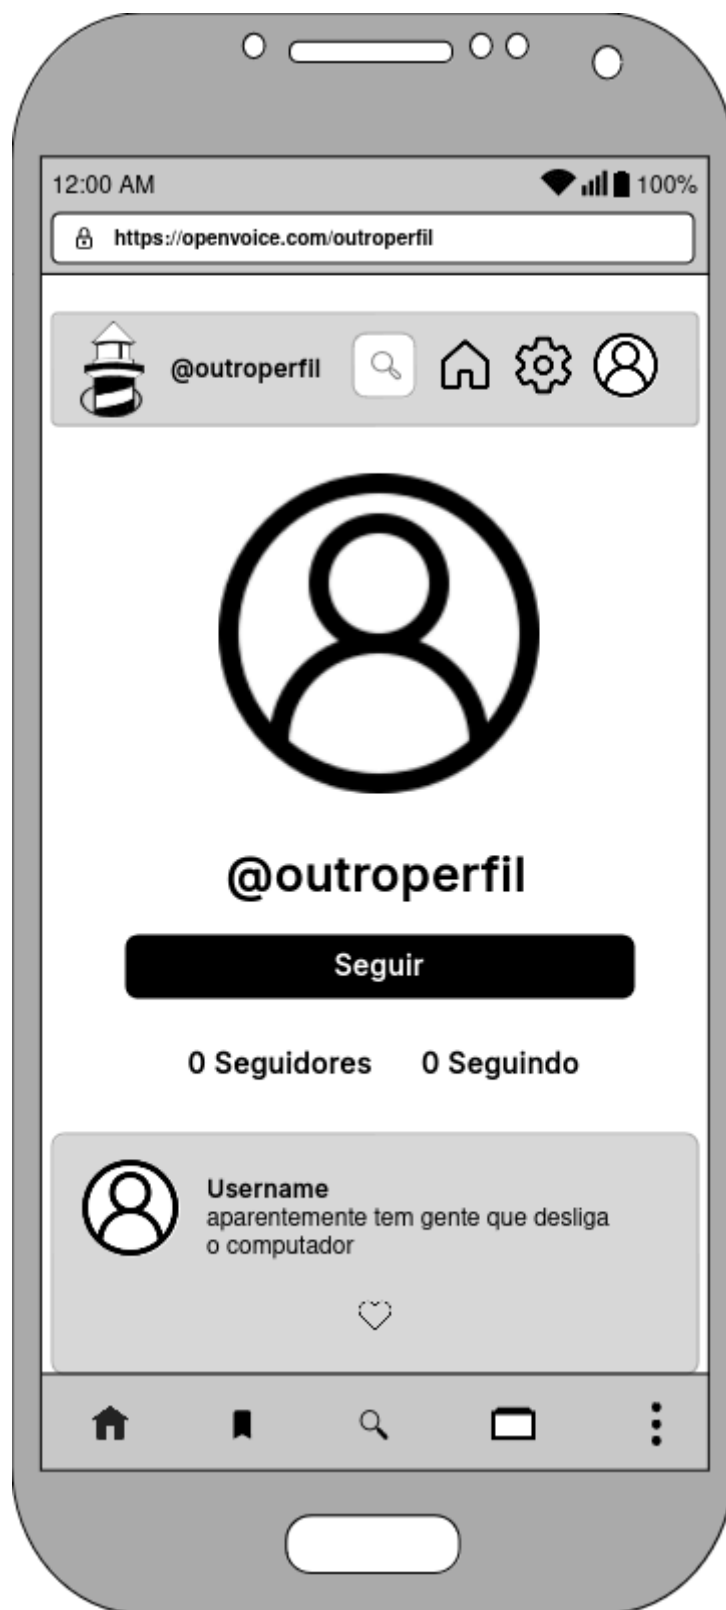 12:00 AM 100%
https://openvoice.com/outroperfil
@outroperfil
@outroperfil
Seguir
0 Seguidores 0 Seguindo
Username
aparentemente tem gente que desliga
o computador